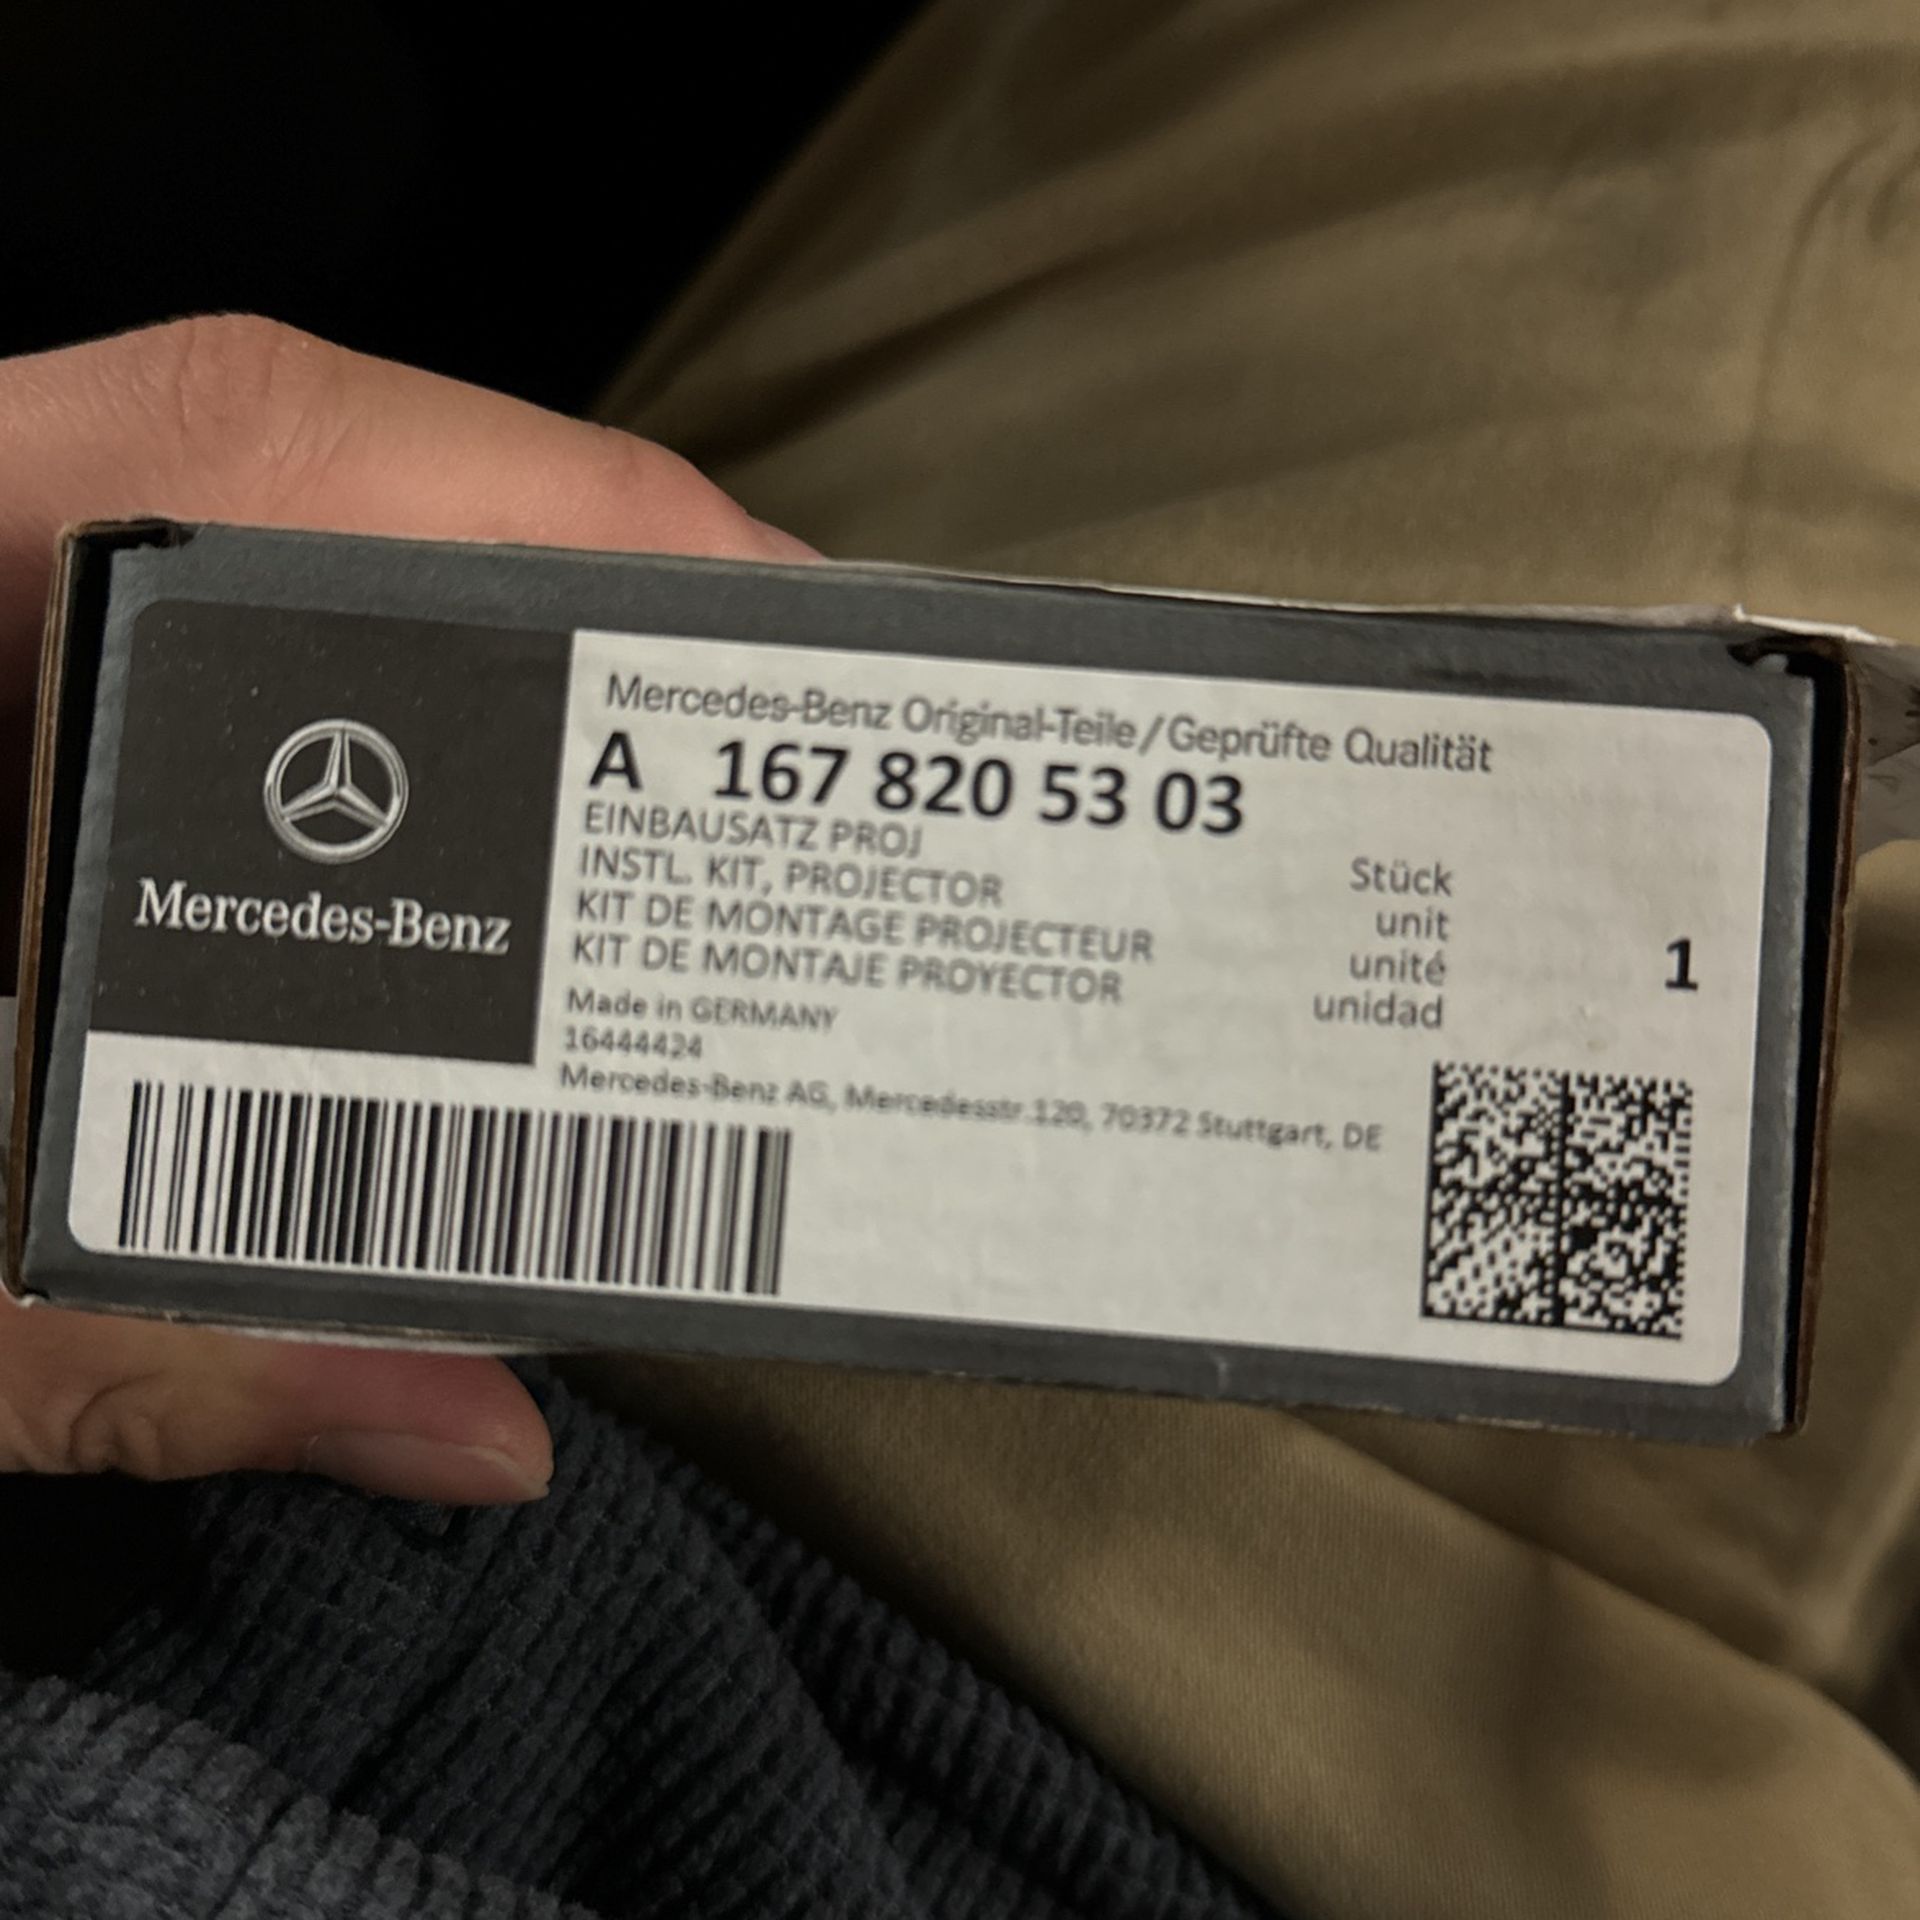 Mercedes-Benz
Mercedes-Benz Original-Teile/Geprüfte Qualität
A 167 820 53 03
EINBAUSATZ PROJ
INSTL. KIT, PROJECTOR
KIT DE MONTAGE PROJECTEUR
KIT DE MONTAJE PROYECTOR
Stück
unit
unité
unidad
1
Made in GERMANY
16444424
Mercedes-Benz AG, Mercedesstr.120, 70372 Stuttgart, DE